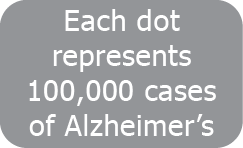 Each dot
represents
100,000 cases
of Alzheimer’s